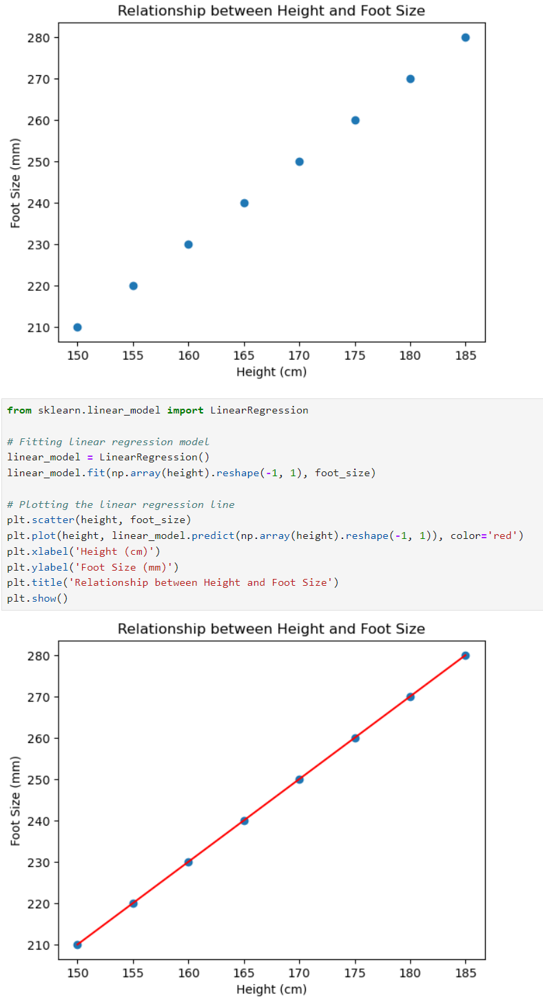 Relationship between Height and Foot Size
280
270
260
250
240
230
220
210
Foot Size (mm)
150 155 160 165 170 175 180 185
Height (cm)
from sklearn.linear_model import LinearRegression
# Fitting linear regression model
linear_model = LinearRegression()
linear_model.fit(np.array(height).reshape(-1, 1), foot_size)
# Plotting the linear regression line
plt.scatter(height, foot_size)
plt.plot(height, linear_model.predict(np.array(height).reshape(-1, 1)), color='red')
plt.xlabel('Height (cm)')
plt.ylabel('Foot Size (mm)')
plt.title('Relationship between Height and Foot Size')
plt.show()
Relationship between Height and Foot Size
280
270
260
250
240
230
220
210
Foot Size (mm)
150 155 160 165 170 175 180 185
Height (cm)